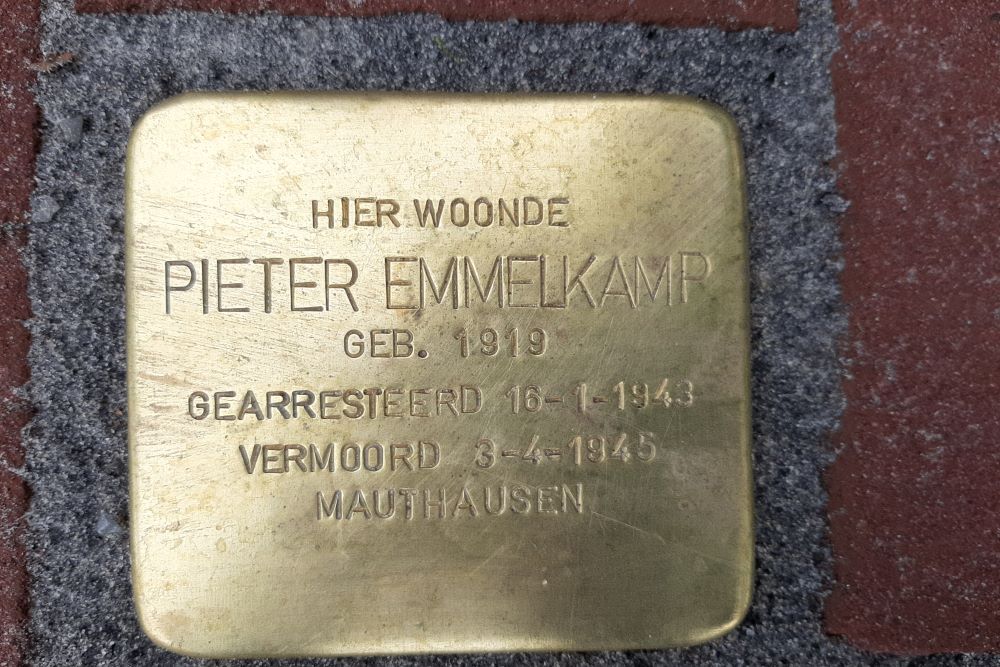 HIER WOONDE
PIETER EMMELKAMP
GEB. 1919
GEARRESTEERD 16-1-1943
VERMOORD 3-4-1945
MAUTHAUSEN